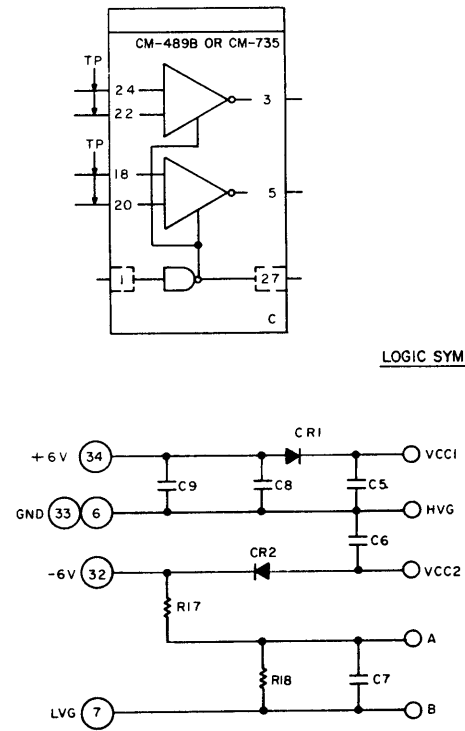 CM-489B OR CM-735
TP
24
22
3
TP
18
20
5
1
27
C
LOGIC SYM
+6V 34
CR1
VCC1
C9
C8
C5
GND 33 6
HVG
C6
-6V 32
CR2
VCC2
R17
A
R18
C7
LVG 7
B